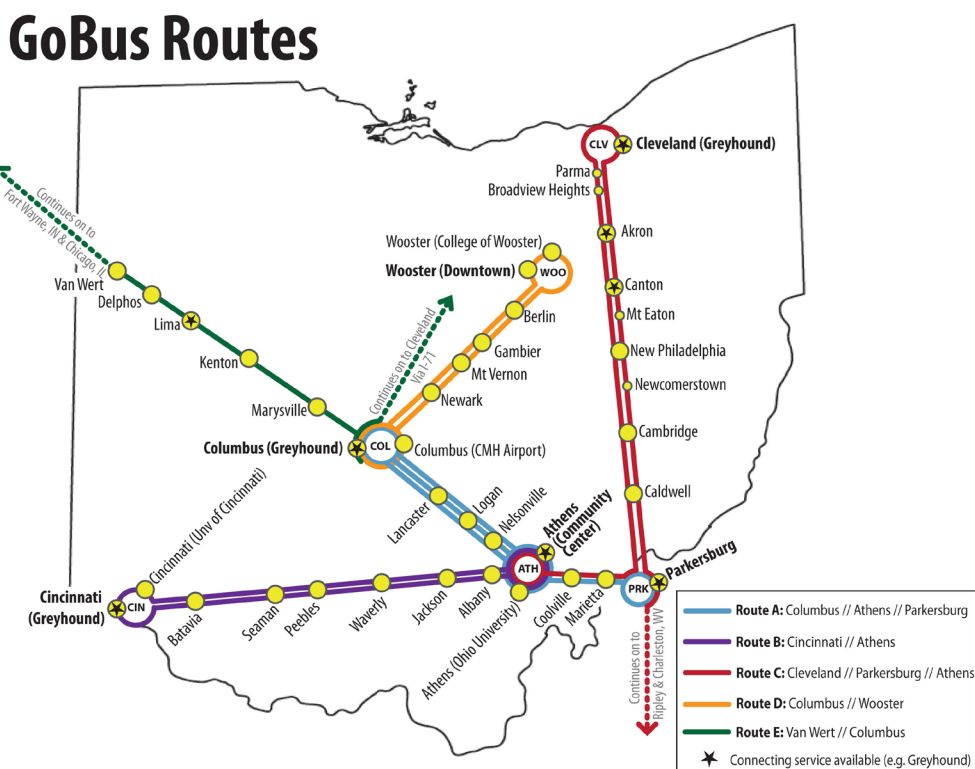 GoBus Routes
CLV
Cleveland (Greyhound)
Parma
Broadview Heights
Akron
Canton
Mt Eaton
New Philadelphia
Newcomerstown
Cambridge
Caldwell
Continues on to
Fort Wayne, IN & Chicago, IL
Van Wert
Delphos
Lima
Kenton
Marysville
Wooster (College of Wooster)
Wooster (Downtown)
WOO
Berlin
Gambier
Mt Vernon
Newark
Continues on to Cleveland
Via I-71
Columbus (Greyhound)
COL
Columbus (CMH Airport)
Lancaster
Logan
Nelsonville
Athens
(Community
Center)
ATH
Cincinnati (Unv of Cincinnati)
Cincinnati
(Greyhound)
CIN
Batavia
Seaman
Peebles
Waverly
Jackson
Albany
Athens (Ohio University)
Coolville
Marietta
PRK
Parkersburg
Continues on to
Ripley & Charleston, WV
Route A: Columbus // Athens // Parkersburg
Route B: Cincinnati // Athens
Route C: Cleveland // Parkersburg // Athens
Route D: Columbus // Wooster
Route E: Van Wert // Columbus
Connecting service available (e.g. Greyhound)